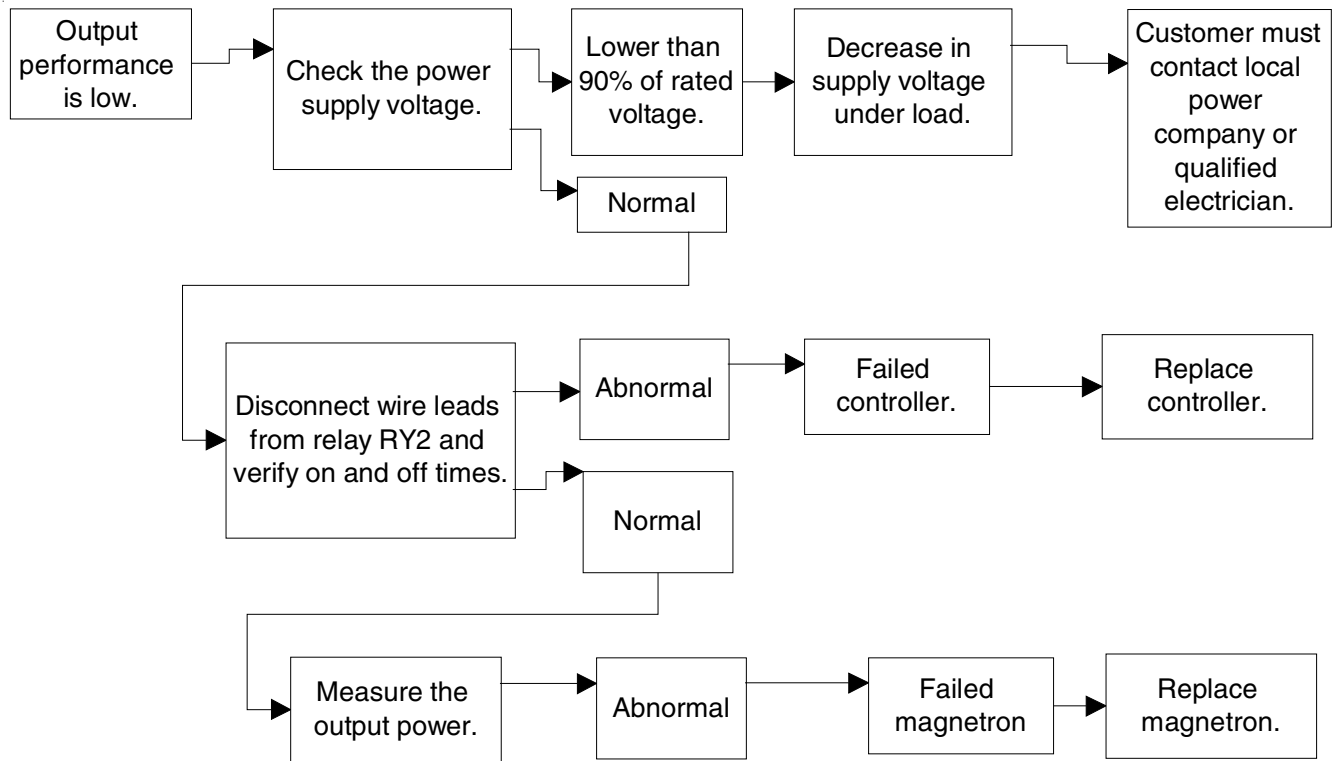 Output
performance
is low.
Check the power
supply voltage.
Lower than
90% of rated
voltage.
Decrease in
supply voltage
under load.
Customer must
contact local
power
company or
qualified
electrician.
Normal
Disconnect wire leads
from relay RY2 and
verify on and off times.
Abnormal
Failed
controller.
Replace
controller.
Normal
Measure the
output power.
Abnormal
Failed
magnetron
Replace
magnetron.